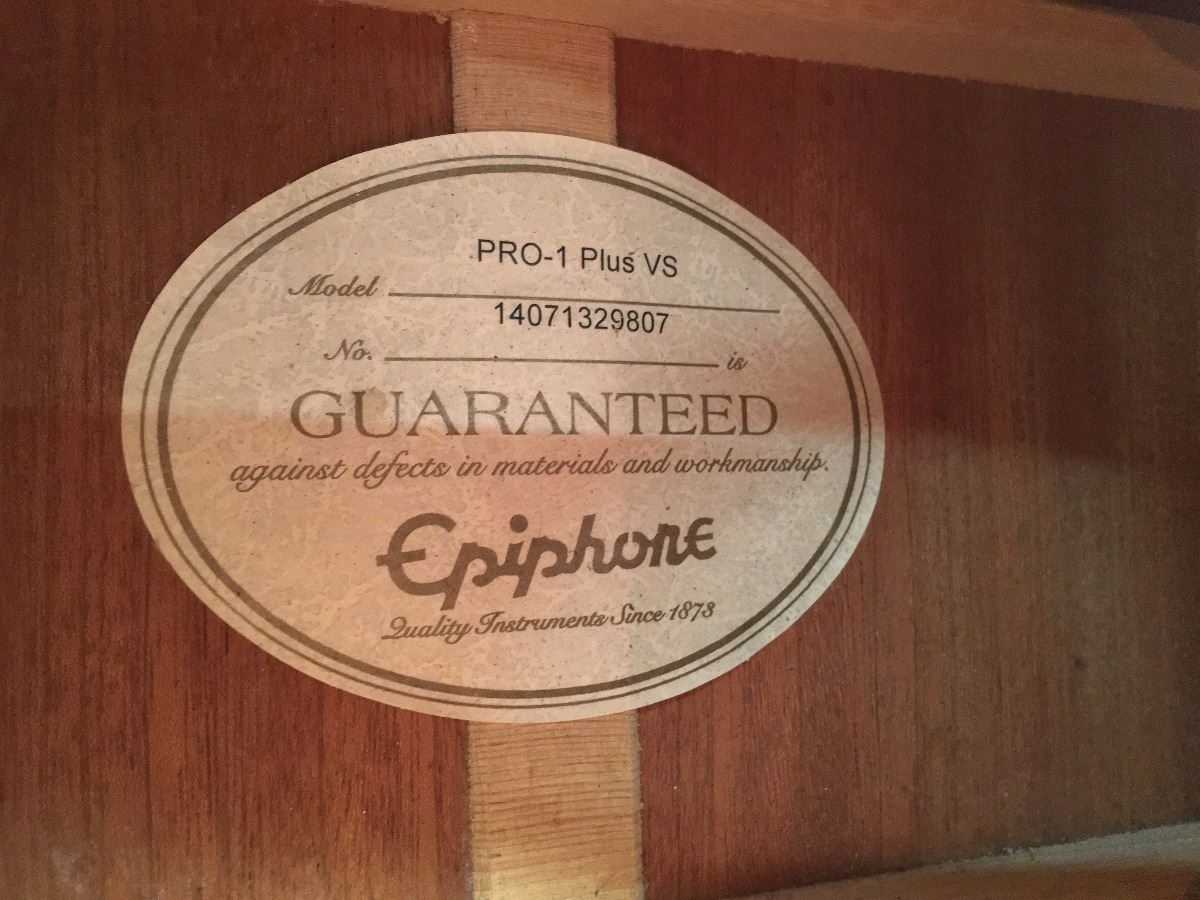 PRO-1 Plus VS
Model
14071329807
No. is
GUARANTEED
against defects in materials and workmanship.
Epiphone
Quality Instruments Since 1873